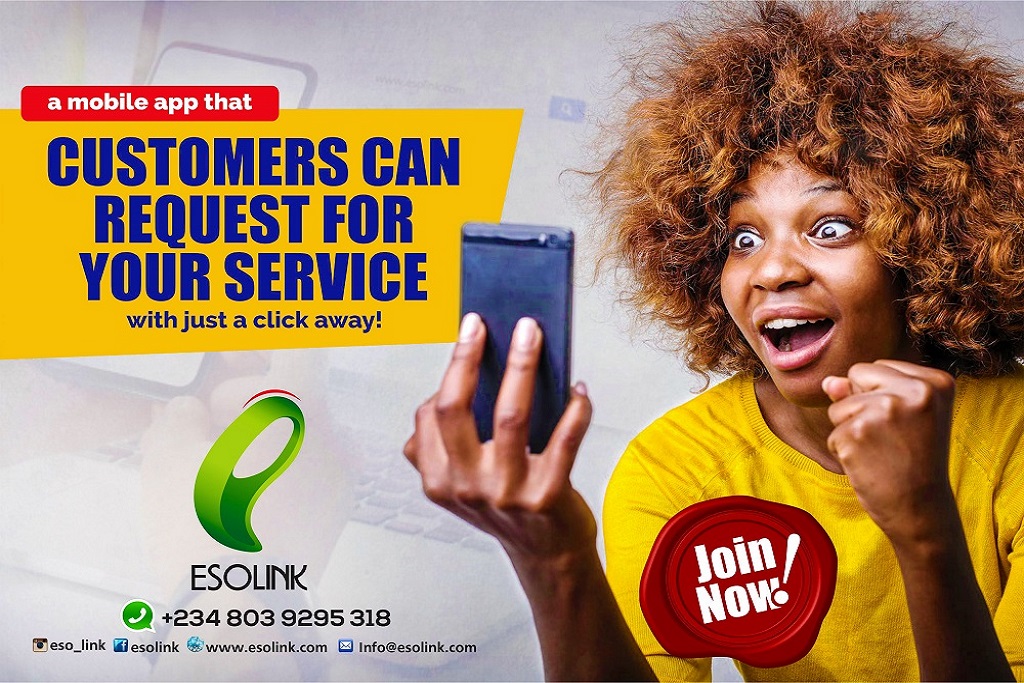 a mobile app that
CUSTOMERS CAN
REQUEST FOR
YOUR SERVICE
with just a click away!
ESOLINK
+234 803 9295 318
eso_link esolink www.esolink.com Info@esolink.com
Join
Now!